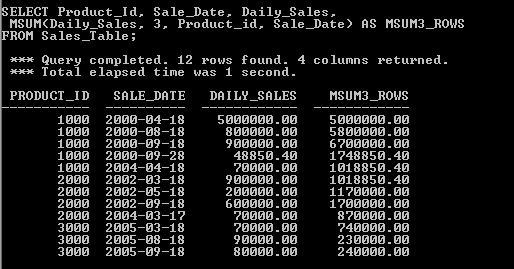 SELECT Product_Id, Sale_Date, Daily_Sales,
MSUM(Daily_Sales, 3, Product_id, Sale_Date) AS MSUM3_ROWS
FROM Sales_Table;
*** Query completed. 12 rows found. 4 columns returned.
*** Total elapsed time was 1 second.
PRODUCT_ID SALE_DATE DAILY_SALES MSUM3_ROWS
1000 2000-04-18 5000000.00 5000000.00
1000 2000-08-18 800000.00 5800000.00
1000 2000-09-18 900000.00 6700000.00
1000 2000-09-28 48850.40 1748850.40
1000 2004-04-18 70000.00 1018850.40
2000 2002-03-18 900000.00 1018850.40
2000 2002-05-18 200000.00 1170000.00
2000 2002-09-18 600000.00 1700000.00
2000 2004-03-17 70000.00 870000.00
3000 2005-03-18 70000.00 740000.00
3000 2005-08-18 90000.00 230000.00
3000 2005-09-18 80000.00 240000.00